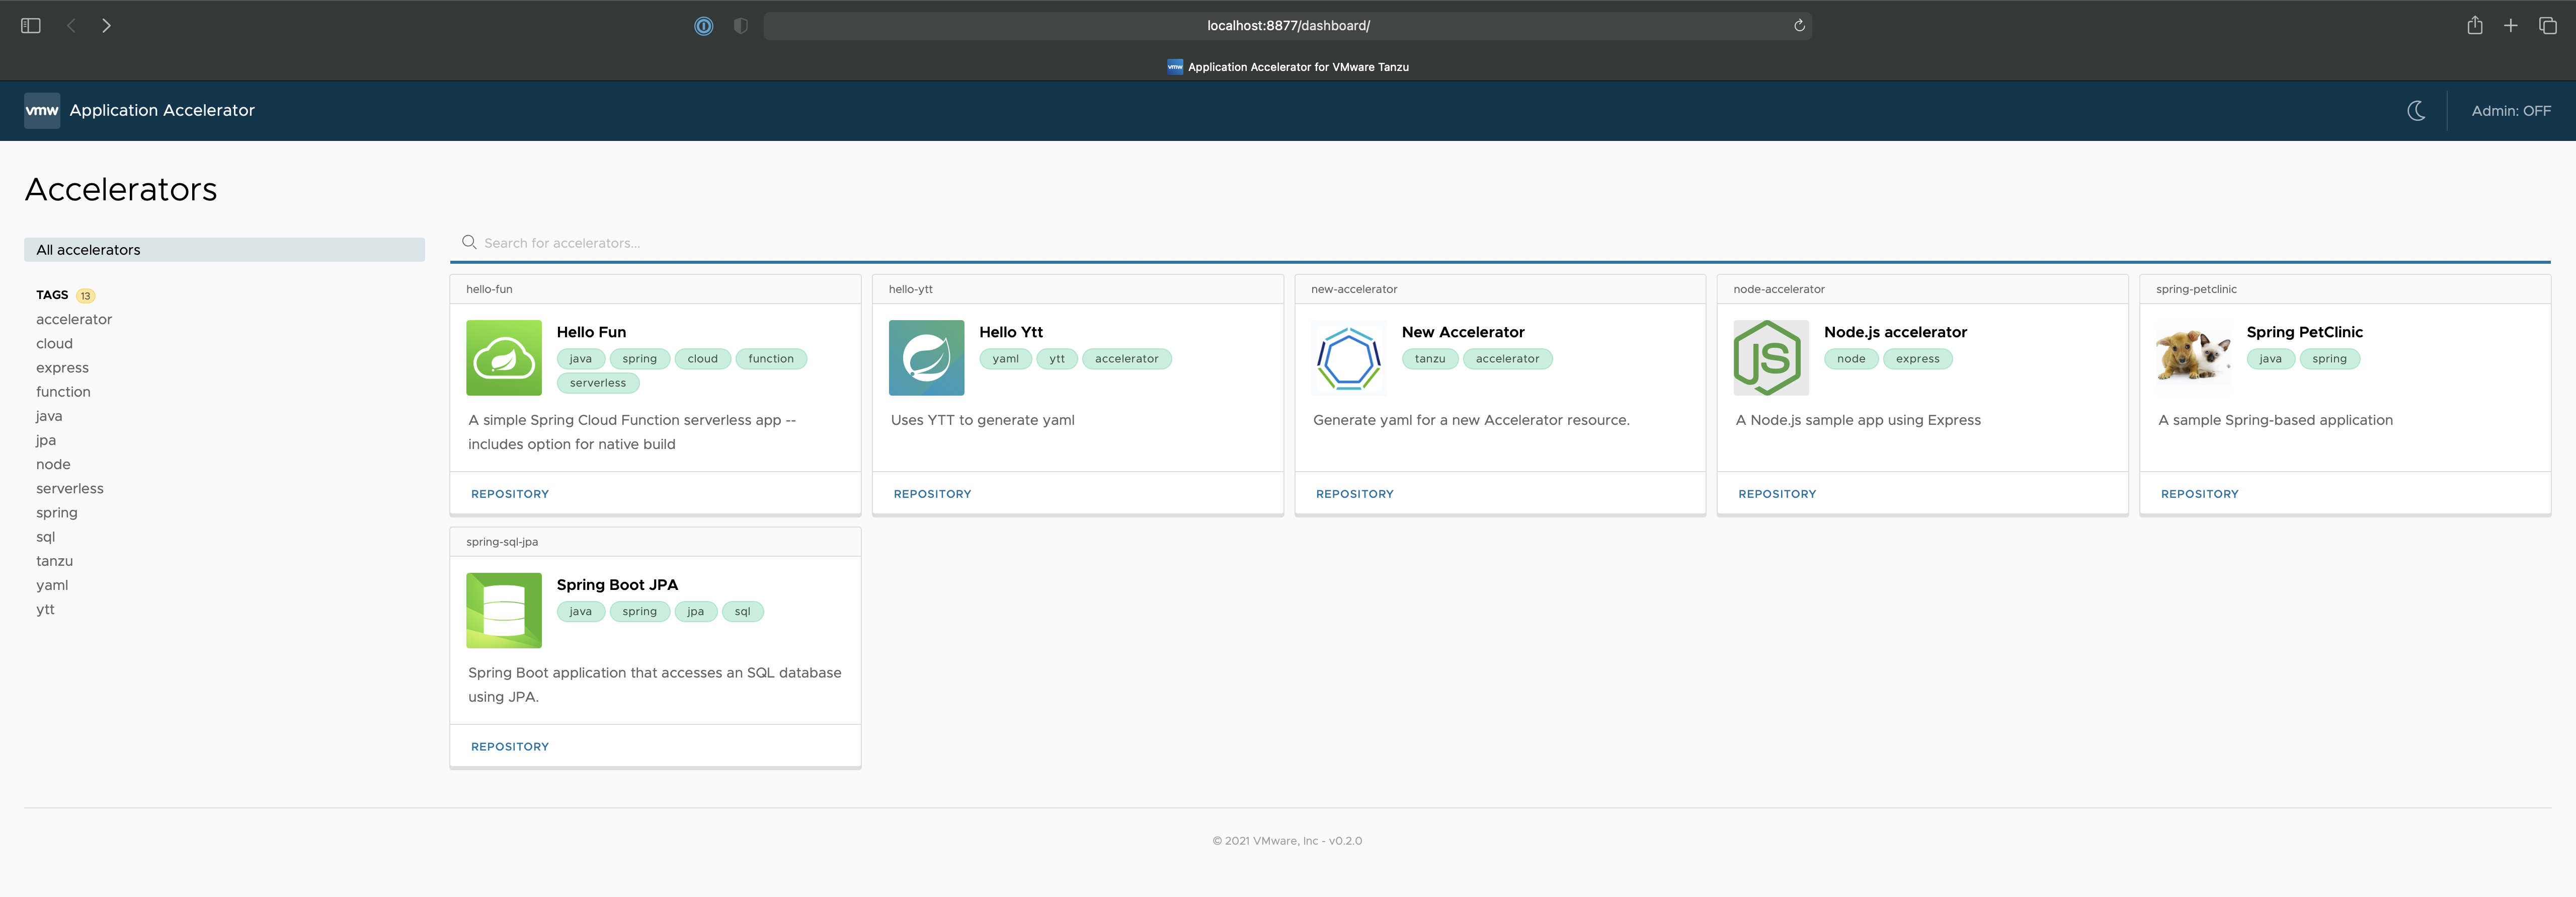 localhost:8877/dashboard/
vmw Application Accelerator for VMware Tanzu
vmw Application Accelerator
Admin: OFF
Accelerators
All accelerators
TAGS 13
accelerator
cloud
express
function
java
jpa
node
serverless
spring
sql
tanzu
yaml
ytt
Search for accelerators...
hello-fun
Hello Fun
java spring cloud function
serverless
A simple Spring Cloud Function serverless app --
includes option for native build
REPOSITORY
hello-ytt
Hello Ytt
yaml ytt accelerator
Uses YTT to generate yaml
REPOSITORY
new-accelerator
New Accelerator
tanzu accelerator
Generate yaml for a new Accelerator resource.
REPOSITORY
node-accelerator
JS
Node.js accelerator
node express
A Node.js sample app using Express
REPOSITORY
spring-petclinic
Spring PetClinic
java spring
A sample Spring-based application
REPOSITORY
spring-sql-jpa
Spring Boot JPA
java spring jpa sql
Spring Boot application that accesses an SQL database
using JPA.
REPOSITORY
© 2021 VMware, Inc - v0.2.0